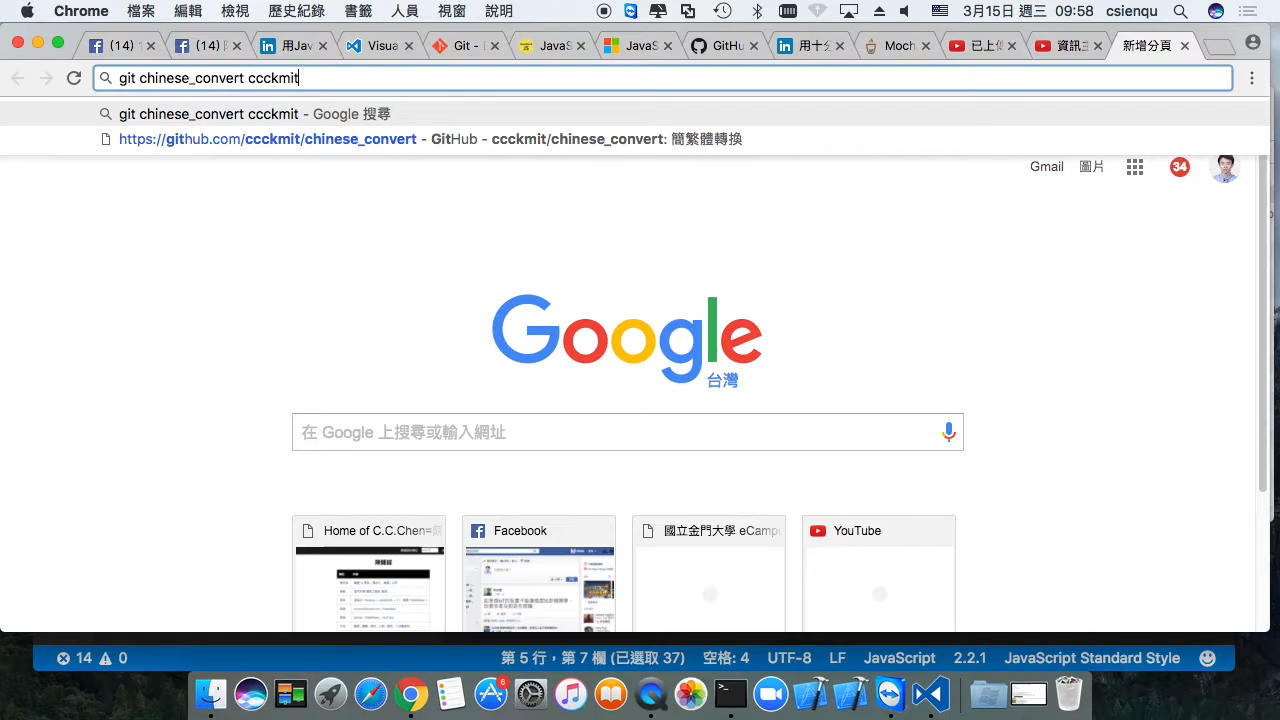 Chrome 檔案 編輯 檢視 歷史紀錄 書籤 人員 視窗 說明 3月15日 週三 09:58 csienqu
(14) 1 (14) 用Jav Visua Git - JavaS JavaS GitHu 用十分 Moch 已上傳 資訊主 新增分頁
git chinese_convert ccckmit
git chinese_convert ccckmit - Google 搜尋
https://github.com/ccckmit/chinese_convert - GitHub - ccckmit/chinese_convert: 簡繁體轉換
Gmail 圖片 34
Google
台灣
在 Google 上搜尋或輸入網址
Home of C.C.Chen= Facebook 國立金門大學 eCampu YouTube
14 0 第 5 行，第 7 欄 (已選取 37) 空格: 4 UTF-8 LF JavaScript 2.2.1 JavaScript Standard Style
6